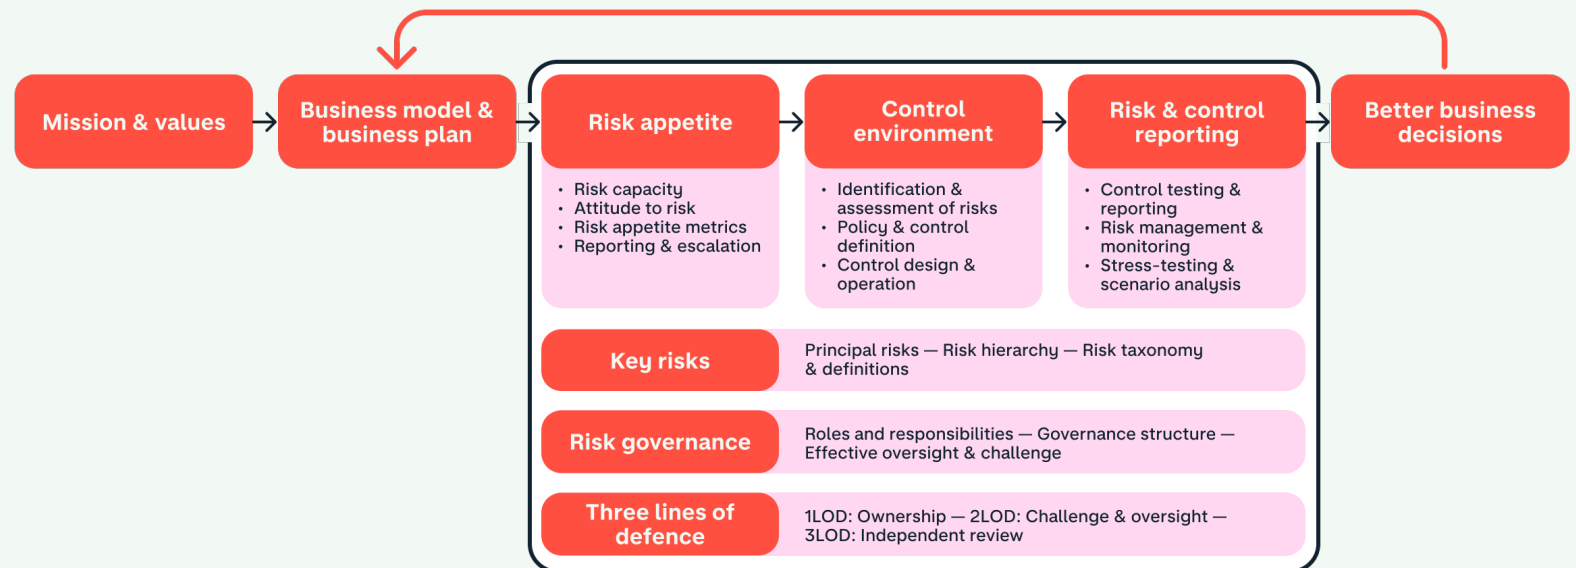 Mission & values
Business model &
business plan
Risk appetite
Control
environment
Risk & control
reporting
Better business
decisions
• Risk capacity
• Attitude to risk
• Risk appetite metrics
• Reporting & escalation
• Identification &
assessment of risks
• Policy & control
definition
• Control design &
operation
• Control testing &
reporting
• Risk management &
monitoring
• Stress-testing &
scenario analysis
Key risks
Principal risks — Risk hierarchy — Risk taxonomy
& definitions
Risk governance
Roles and responsibilities — Governance structure —
Effective oversight & challenge
Three lines of
defence
1LOD: Ownership — 2LOD: Challenge & oversight —
3LOD: Independent review